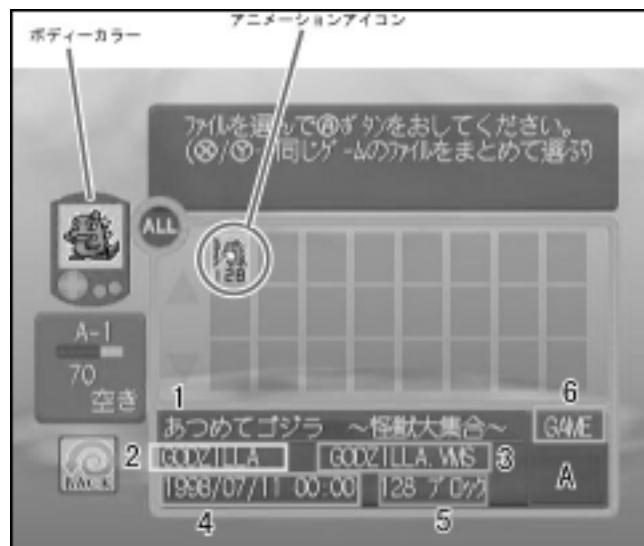 ボディーカラー
アニメーションアイコン
ファイルを選んでⒶボタンをおしてください。
(Ⓧ/Ⓨで同じゲームのファイルをまとめて選ぶ)
ALL
128
A-1
70
空き
BACK
1
あつめてゴジラ ～怪獣大集合～
6
GAME
2
GODZILLA
GODZILLA.VMS
3
1998/07/11 00:00
128 ブロック
A
4
5